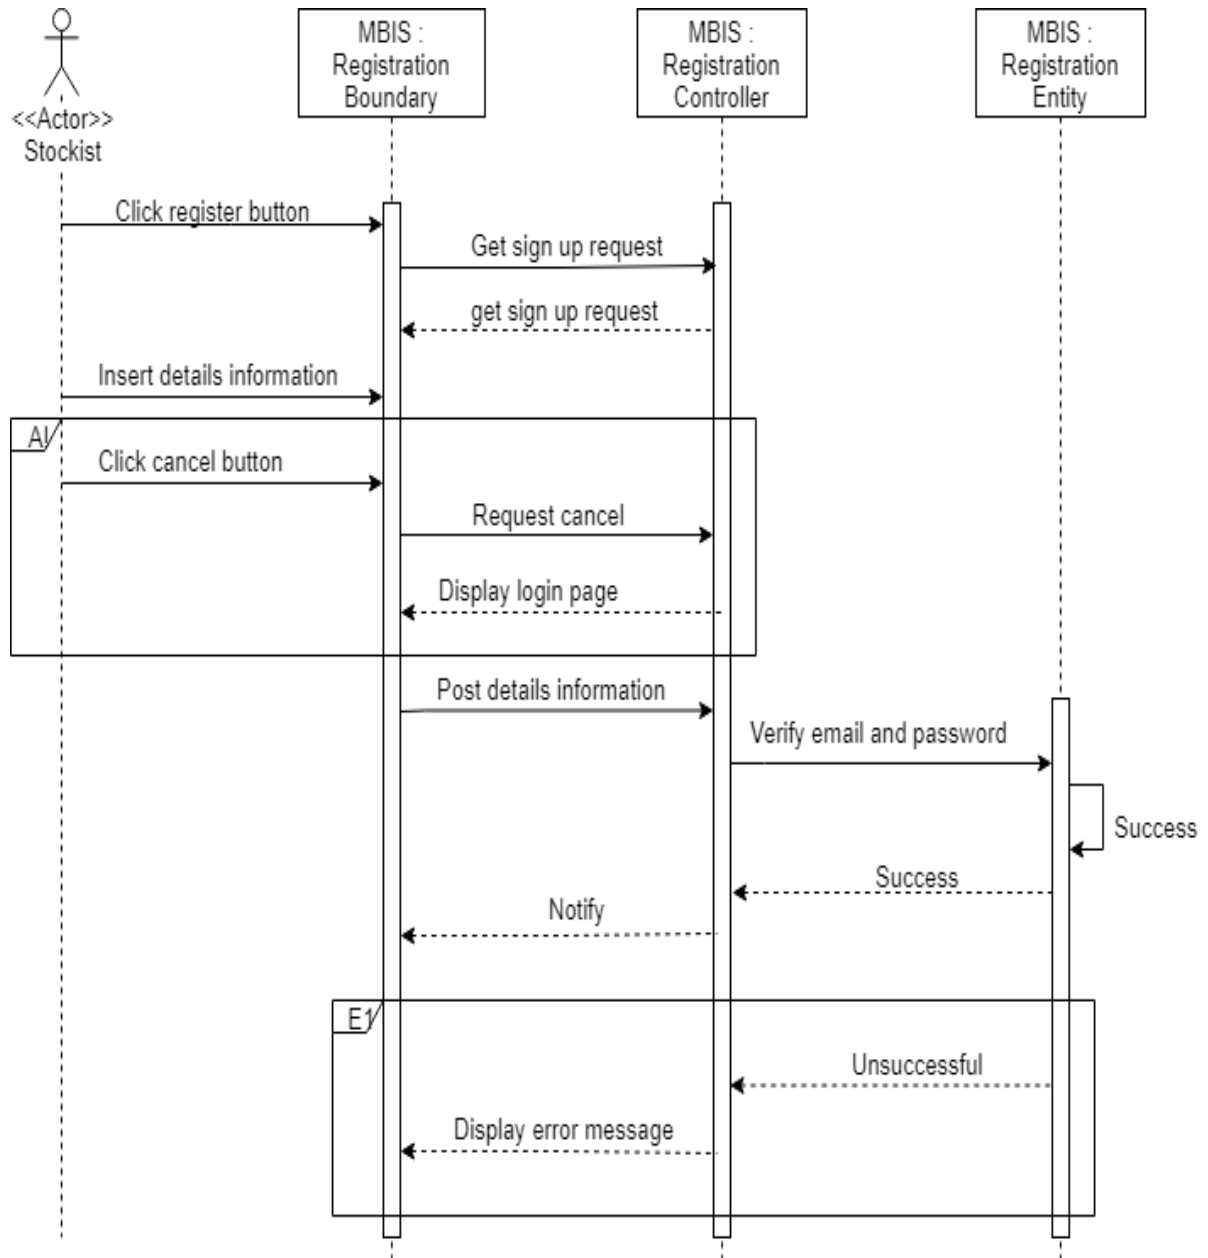 <<Actor>>
Stockist
MBIS :
Registration
Boundary
MBIS :
Registration
Controller
MBIS :
Registration
Entity
Click register button
Get sign up request
get sign up request
Insert details information
Click cancel button
Request cancel
Display login page
Post details information
Verify email and password
Success
Success
Notify
E1
Unsuccessful
Display error message